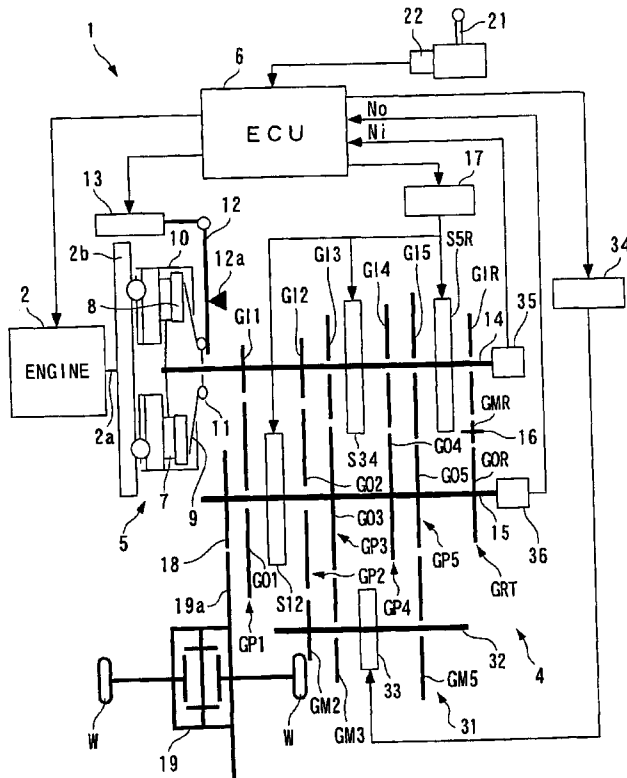 1
6
22
21
ECU
No
Ni
17
13
12
2b
10
12a
GI3
S5R
8
GI2
GI4
GI5
GIR
34
2
GI1
14
35
ENGINE
GMR
2a
11
S34
GO4
16
7
9
GO2
GO5
GOR
5
GO3
15
18
GO1
GP3
GP5
36
S12
GP2
GP4
GRT
19a
GP1
32
4
33
W
W
GM2
GM3
GM5
31
19